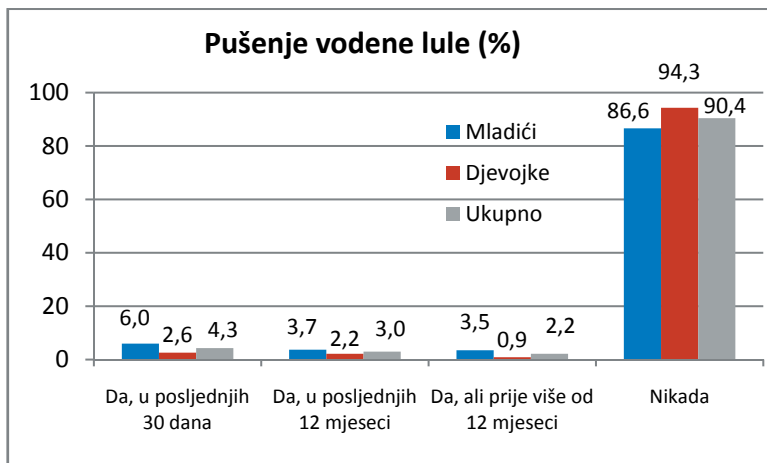 Pušenje vodene lule (%)
94,3
100
86,6
90,4
Mladići
80
Djevojke
60
Ukupno
40
20
6,0
2,6
4,3
3,7
2,2
3,0
3,5
0,9
2,2
0
Da, u posljednjih
30 dana
Da, u posljednjih
12 mjeseci
Da, ali prije više od
12 mjeseci
Nikada